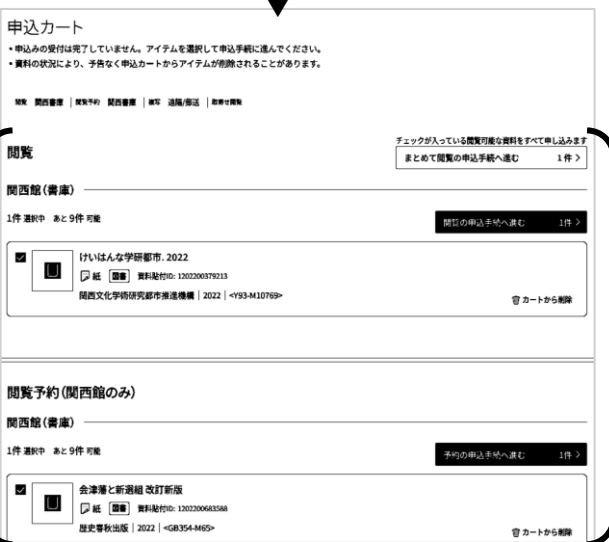 申込カート
・申込みの受付は完了していません。アイテムを選択して申込手続に進んでください。
・資料の状況により、予告なく申込カートからアイテムが削除されることがあります。
閲覧 関西書庫 | 閲覧予約 関西書庫 | 複写 遠隔/郵送 | 取寄せ閲覧
チェックが入っている閲覧可能な資料をすべて申し込みます
閲覧
まとめて閲覧の申込手続へ進む 1件 >
関西館(書庫)
1件 選択中 あと9件 可能
閲覧の申込手続へ進む 1件 >
けいはんな学研都市. 2022
紙 図書 資料貼付ID: 1202200379213
関西文化学術研究都市推進機構 | 2022 | <Y93-M10769>
カートから削除
閲覧予約(関西館のみ)
関西館(書庫)
1件 選択中 あと9件 可能
予約の申込手続へ進む 1件 >
会津藩と新選組 改訂新版
紙 図書 資料貼付ID: 1202200683588
歴史春秋出版 | 2022 | <GB354-M65>
カートから削除